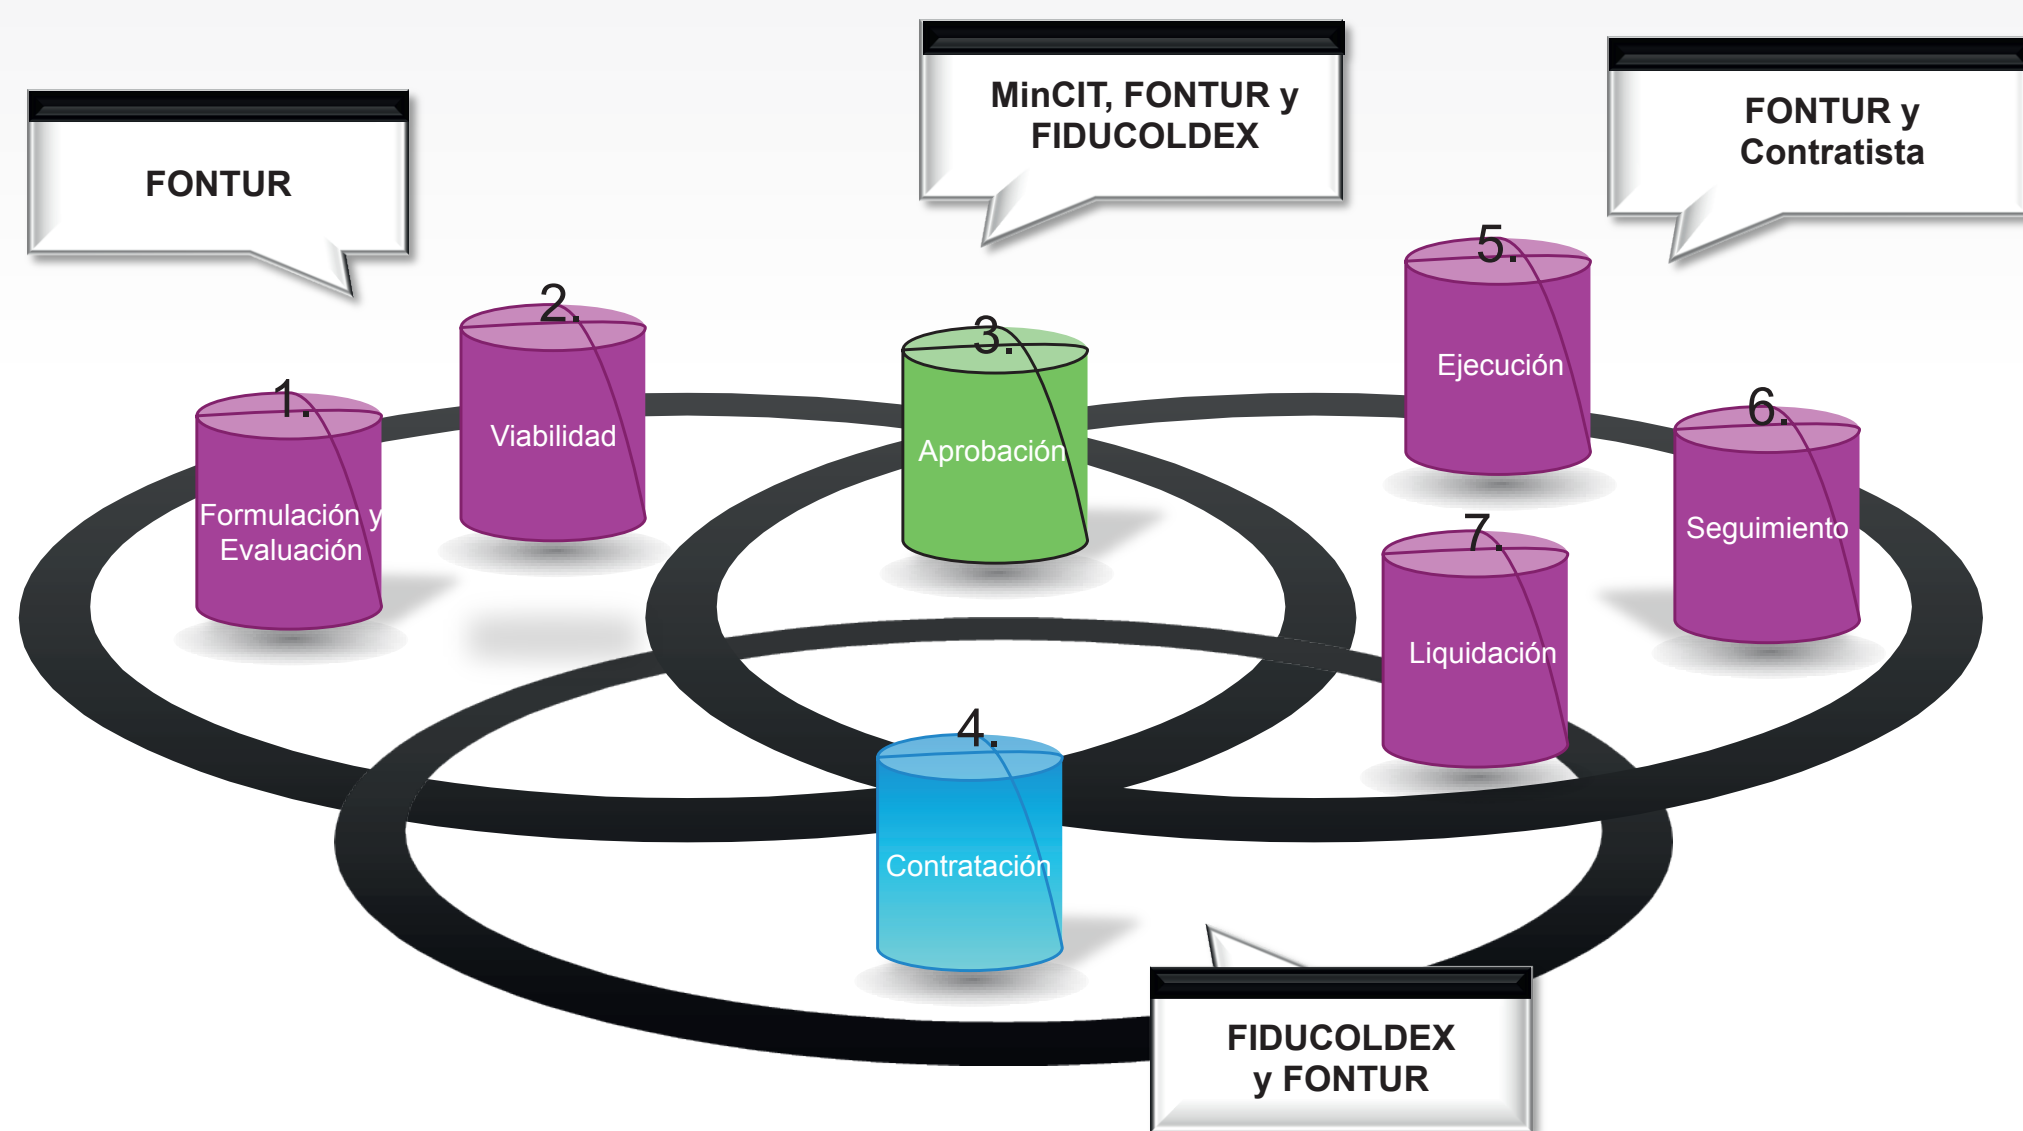 FONTUR
MinCIT, FONTUR y
FIDUCOLDEX
FONTUR y
Contratista
1.
Formulación y
Evaluación
2.
Viabilidad
3.
Aprobación
4.
Contratación
5.
Ejecución
6.
Seguimiento
7.
Liquidación
FIDUCOLDEX
y FONTUR